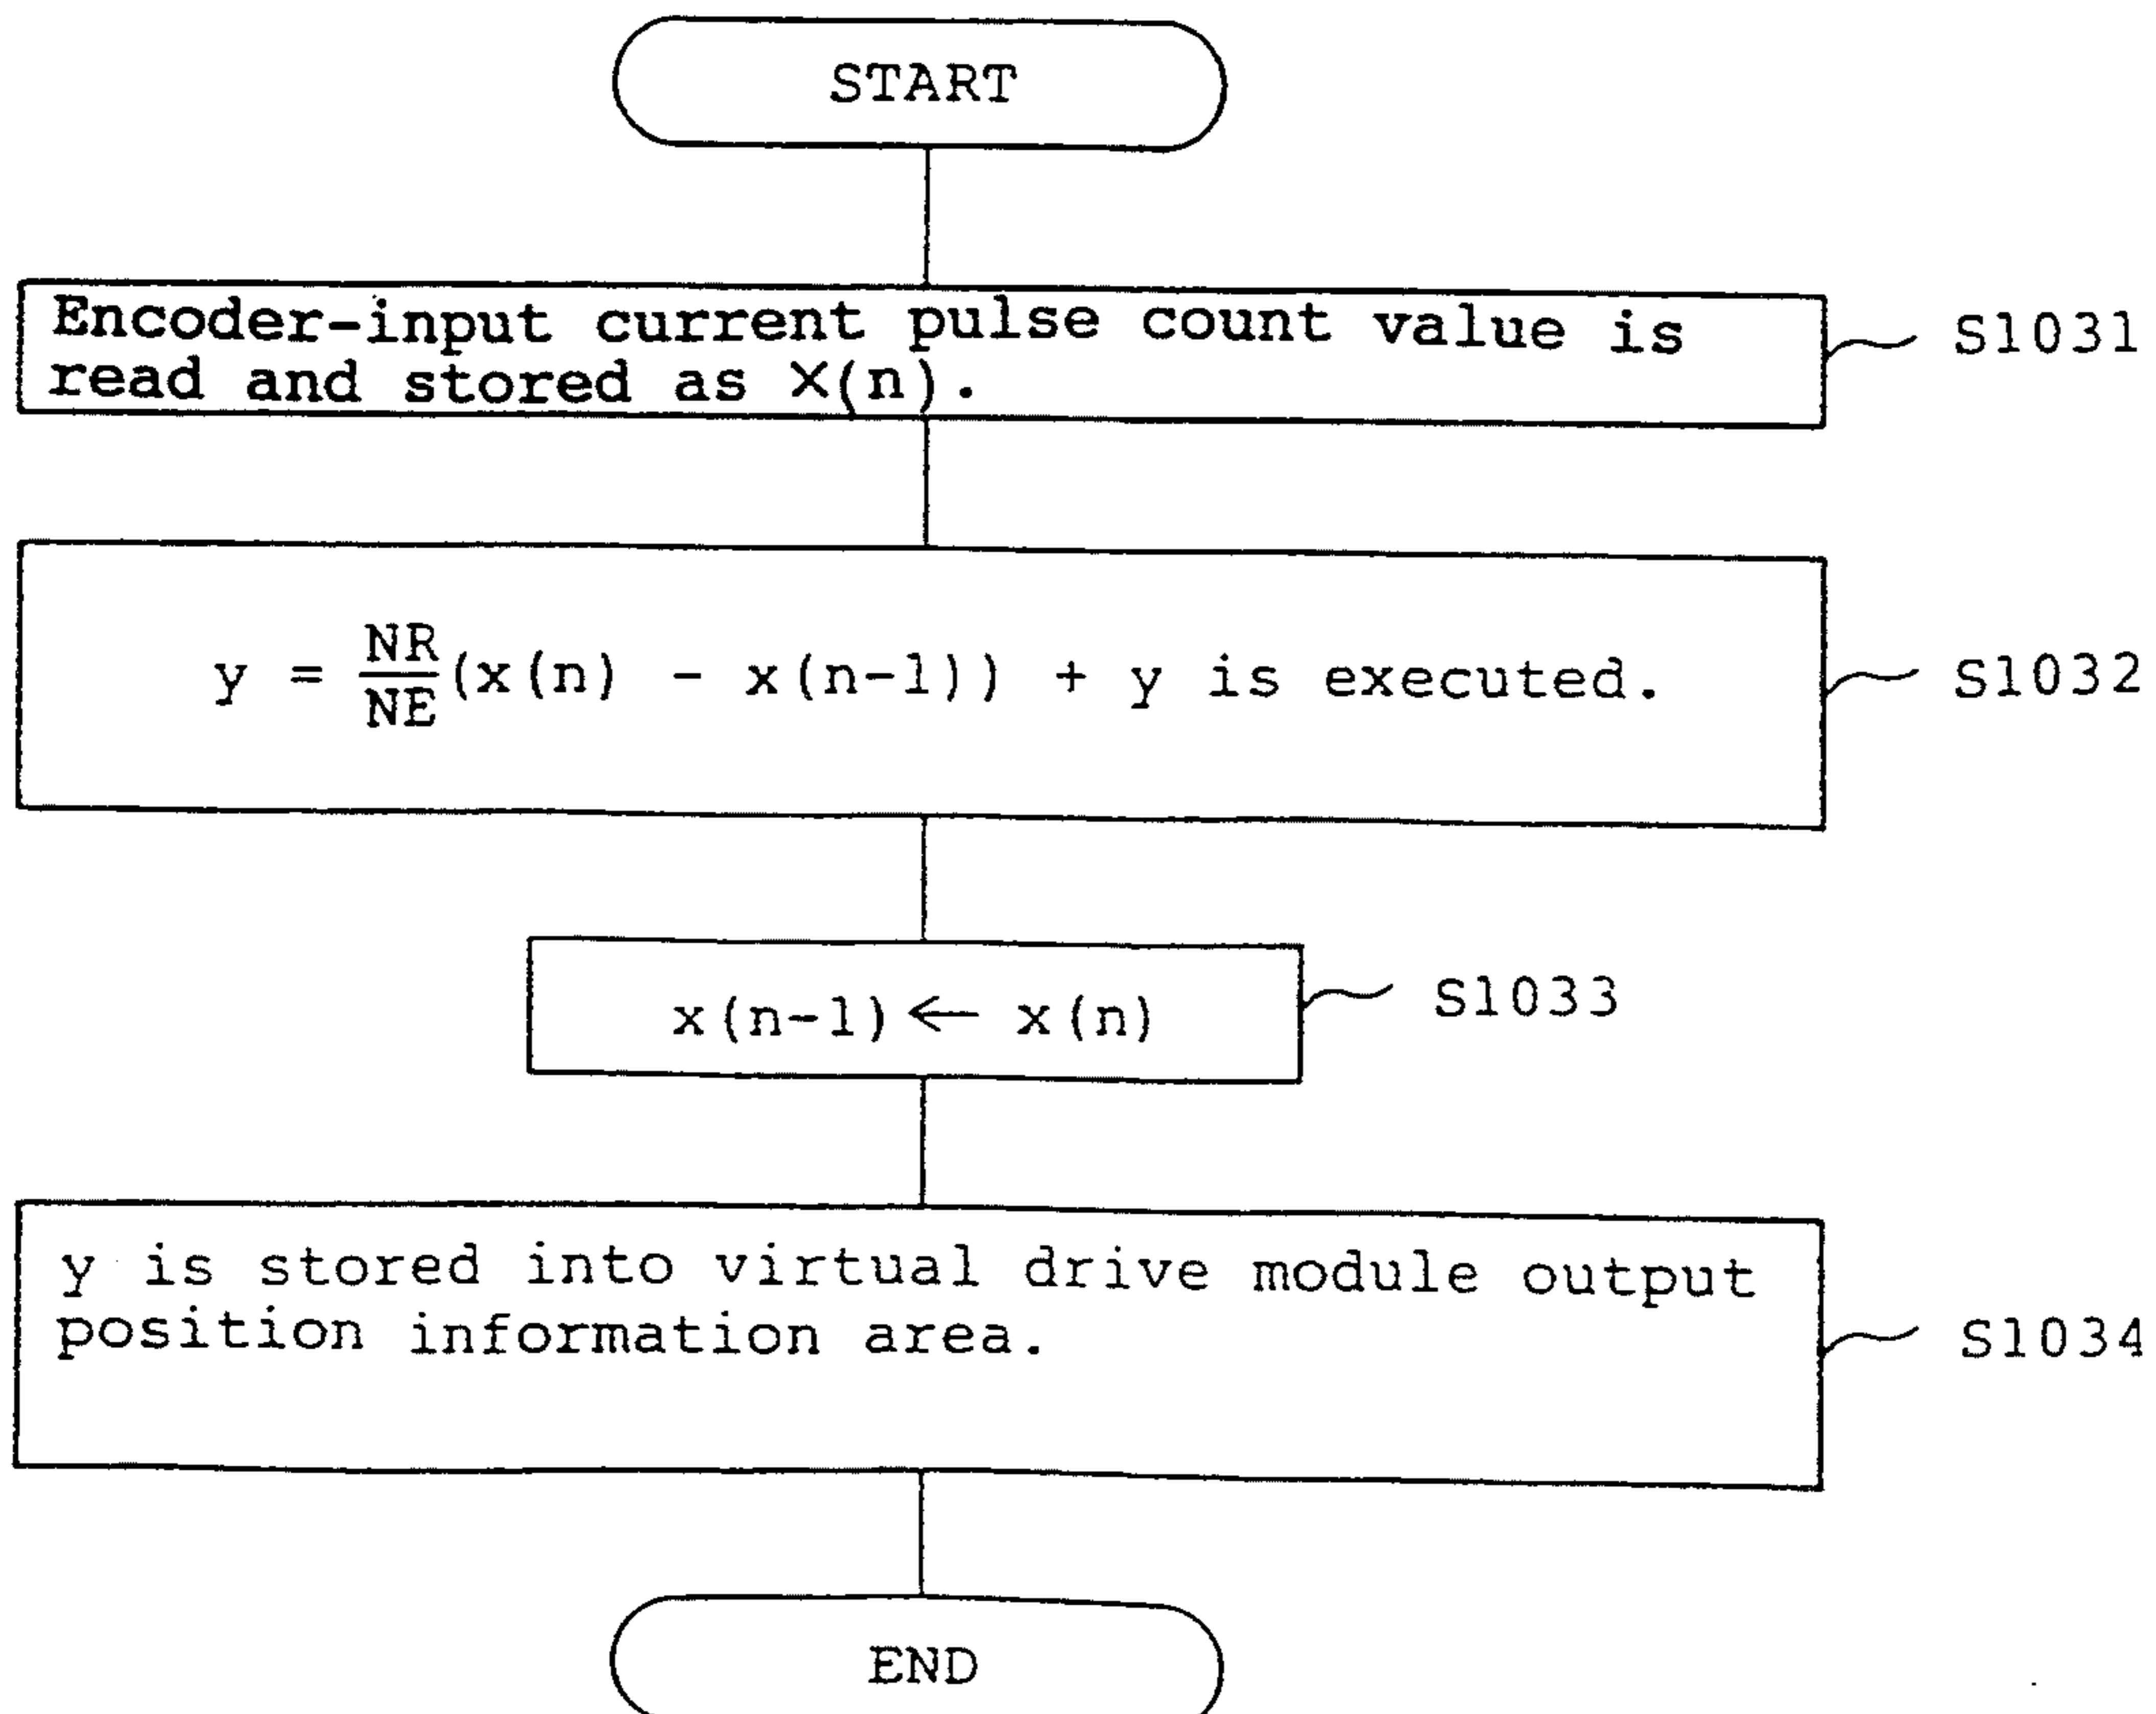 START
Encoder-input current pulse count value is
read and stored as X(n).
S1031
y = NR/NE (x(n) - x(n-1)) + y is executed.
S1032
x(n-1) ← x(n)
S1033
y is stored into virtual drive module output
position information area.
S1034
END